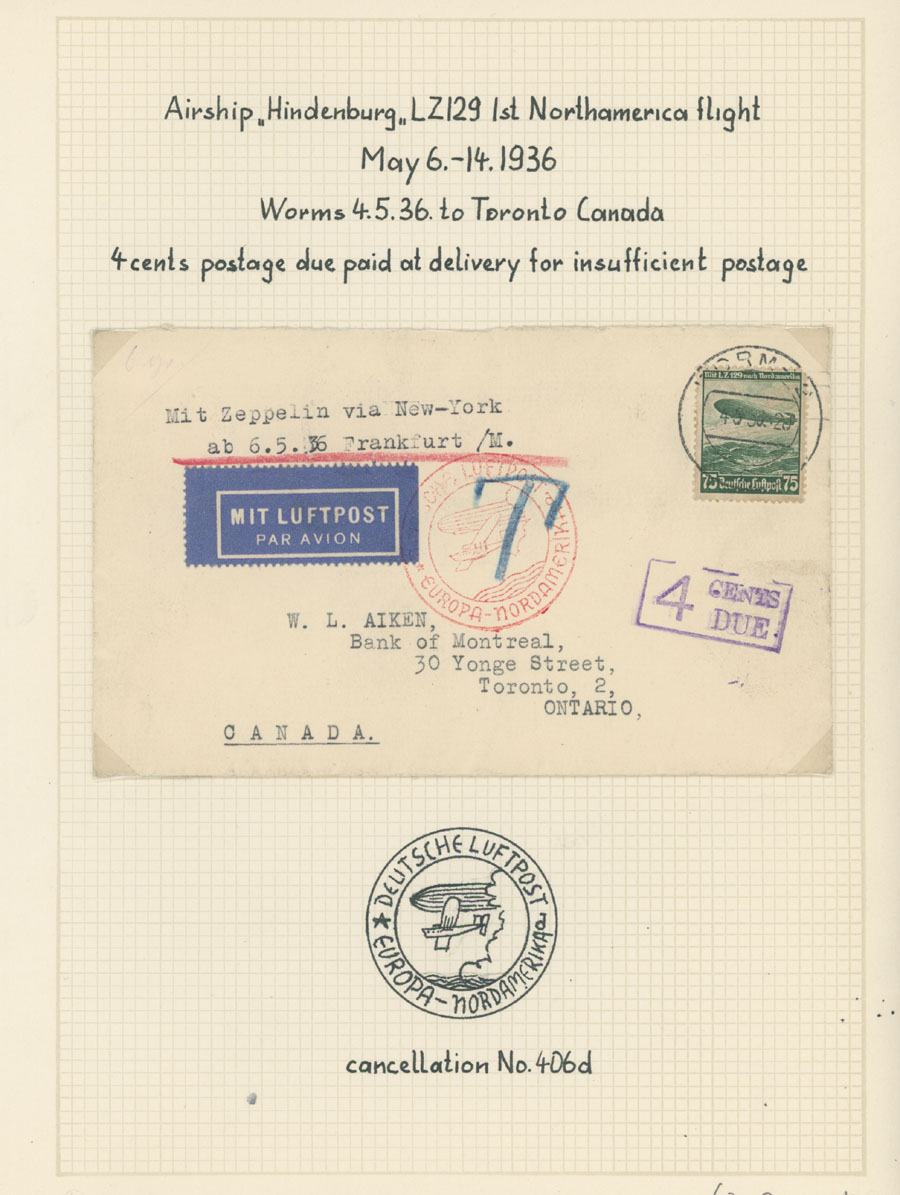 Airship „Hindenburg„ LZ129 1st Northamerica flight
May 6.-14.1936
Worms 4.5.36. to Toronto Canada
4 cents postage due paid at delivery for insufficient postage
Mit Zeppelin via New-York
ab 6.5.36 Frankfurt /M.
WORMS
Mit LZ 129 nach Nordamerika
75 Deutsche Luftpost 75
MIT LUFTPOST
PAR AVION
LUFTPOST
EUROPA-NORDAMERIKA
T
4 CENTS
DUE
W. L. AIKEN,
Bank of Montreal,
30 Yonge Street,
Toronto, 2,
ONTARIO,
C A N A D A.
DEUTSCHE LUFTPOST
EUROPA-NORDAMERIKA
cancellation No. 406d